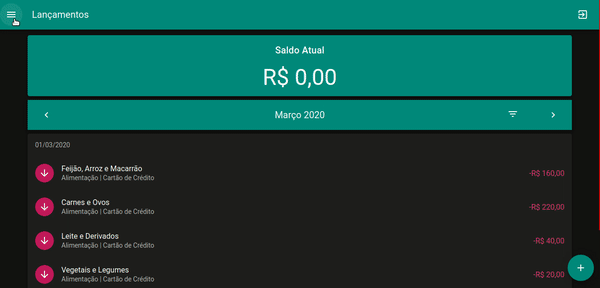 Lançamentos
Saldo Atual
R$ 0,00
Março 2020
01/03/2020
Feijão, Arroz e Macarrão
Alimentação | Cartão de Crédito
-R$ 160,00
Carnes e Ovos
Alimentação | Cartão de Crédito
-R$ 220,00
Leite e Derivados
Alimentação | Cartão de Crédito
-R$ 40,00
Vegetais e Legumes
Alimentação | Cartão de Crédito
-R$ 20,00